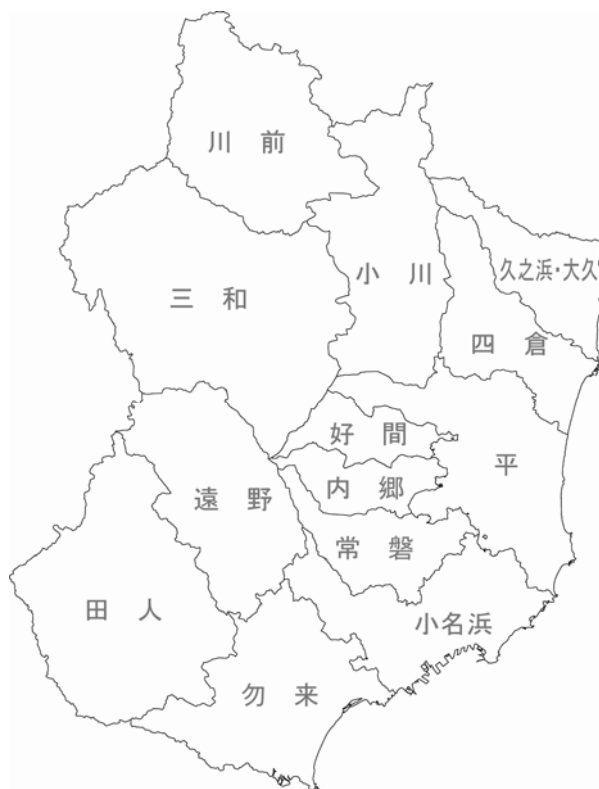 川 前
小 川
久之浜・大久
三 和
四 倉
好 間
平
内 郷
遠 野
常 磐
田 人
小名浜
勿 来